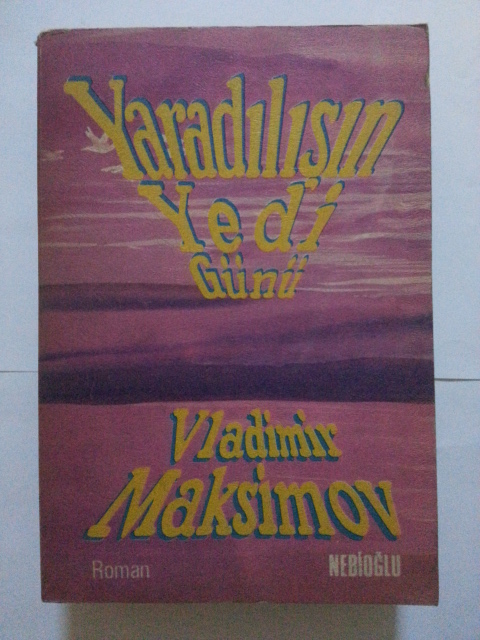 Yaradılışın
Yedi
Günü
Vladimir
Maksimov
Roman
NEBİOĞLU